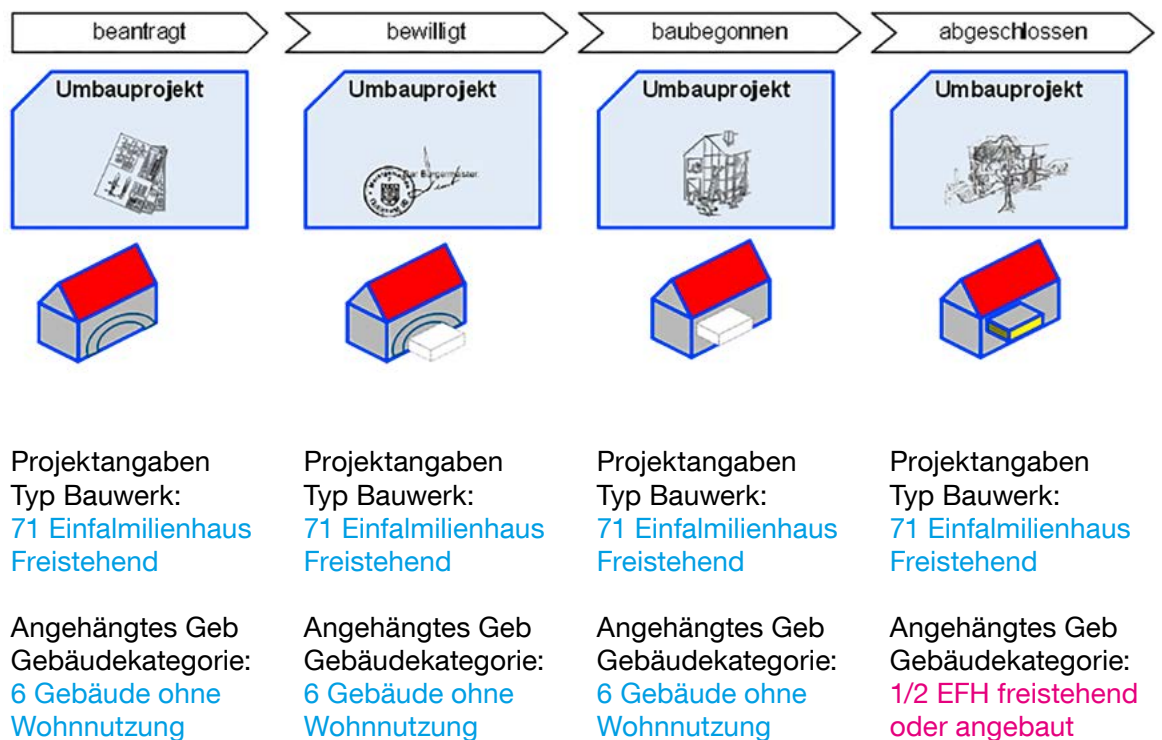 beantragt
bewilligt
baubegonnen
abgeschlossen
Umbauprojekt
Umbauprojekt
Der Bürgermeister
Umbauprojekt
Umbauprojekt
Projektangaben
Typ Bauwerk:
71 Einfalmilienhaus
Freistehend
Angehängtes Geb
Gebäudekategorie:
6 Gebäude ohne
Wohnnutzung
Projektangaben
Typ Bauwerk:
71 Einfalmilienhaus
Freistehend
Angehängtes Geb
Gebäudekategorie:
6 Gebäude ohne
Wohnnutzung
Projektangaben
Typ Bauwerk:
71 Einfalmilienhaus
Freistehend
Angehängtes Geb
Gebäudekategorie:
6 Gebäude ohne
Wohnnutzung
Projektangaben
Typ Bauwerk:
71 Einfalmilienhaus
Freistehend
Angehängtes Geb
Gebäudekategorie:
1/2 EFH freistehend
oder angebaut